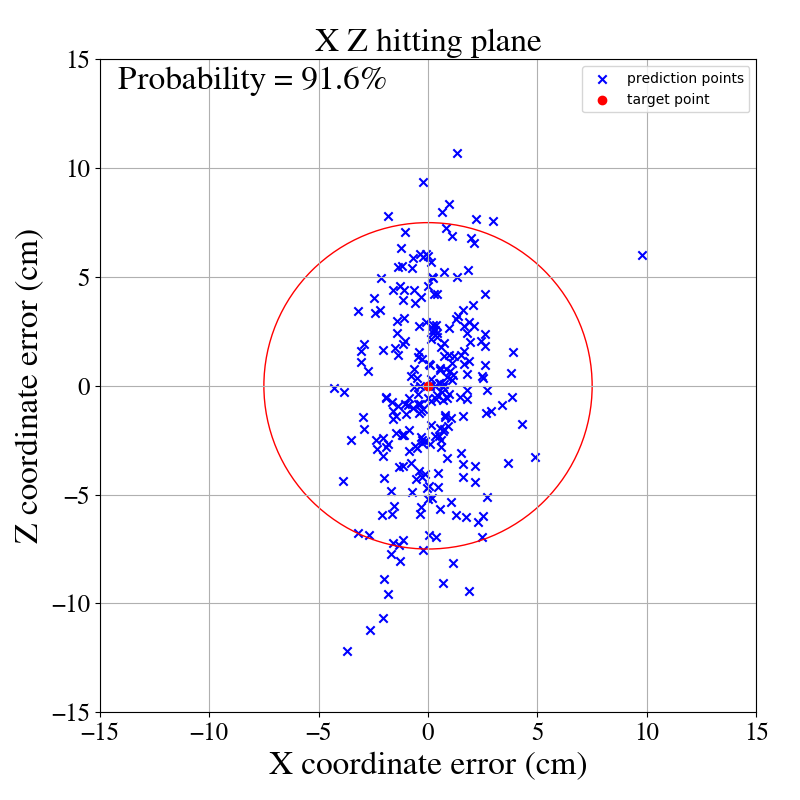 X Z hitting plane
Probability = 91.6%
prediction points
target point
Z coordinate error (cm)
15
10
5
0
−5
−10
−15
−15 −10 −5 0 5 10 15
X coordinate error (cm)